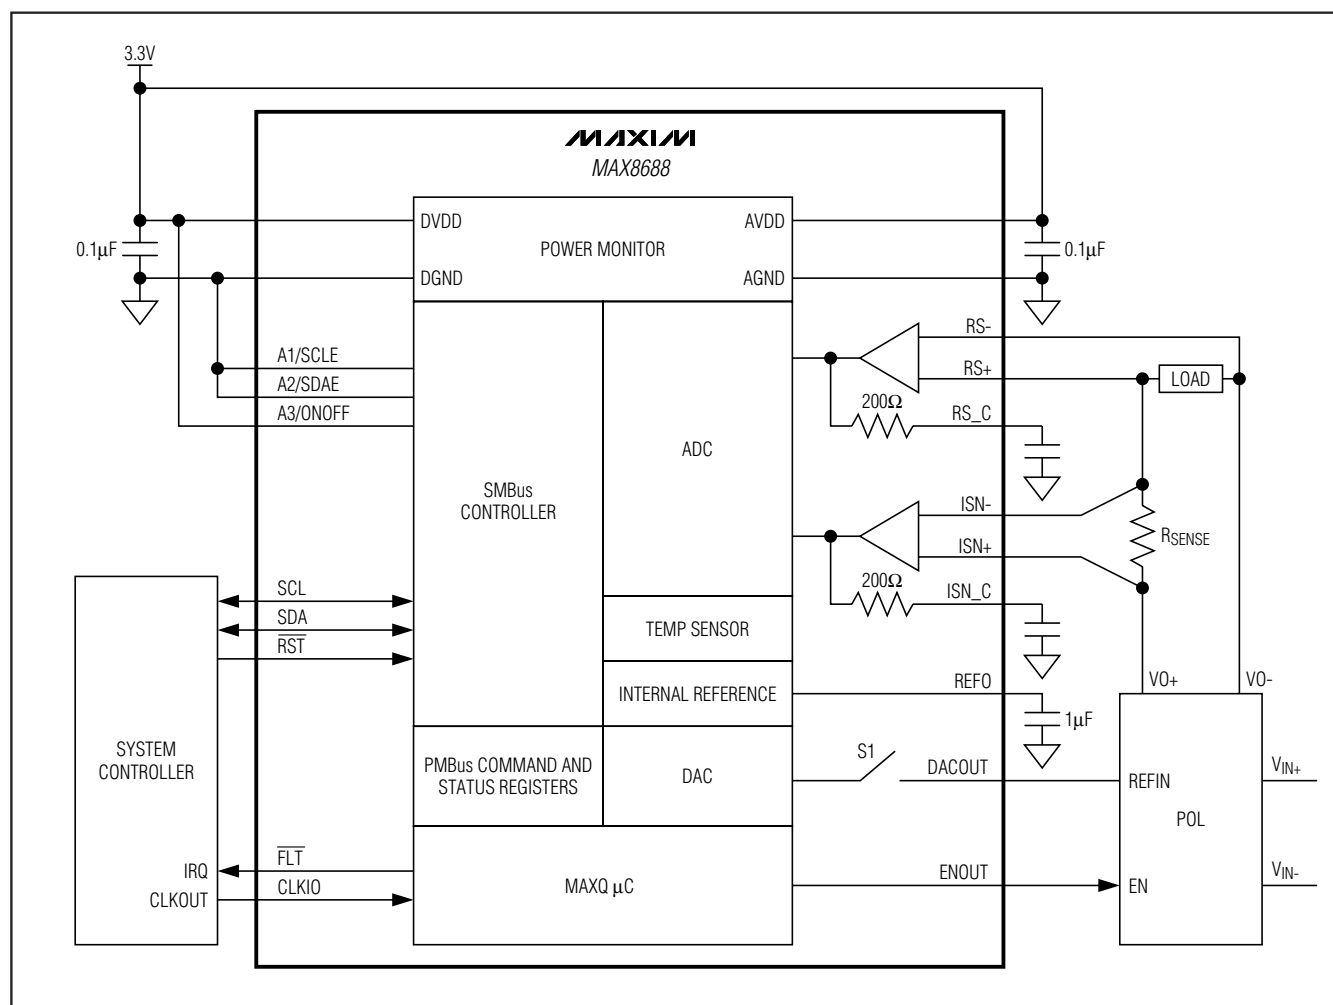 3.3V
MAXIM
MAX8688
DVDD
AVDD
0.1μF
POWER MONITOR
0.1μF
DGND
AGND
RS-
A1/SCLE
RS+
LOAD
A2/SDAE
200Ω
RS_C
A3/ONOFF
ADC
SMBus
CONTROLLER
ISN-
RSENSE
ISN+
200Ω
ISN_C
SCL
SDA
TEMP SENSOR
RST
VO+
VO-
INTERNAL REFERENCE
REFO
1μF
SYSTEM
CONTROLLER
PMBus COMMAND AND
STATUS REGISTERS
DAC
S1
DACOUT
REFIN
VIN+
POL
FLT
IRQ
MAXQ μC
ENOUT
EN
VIN-
CLKIO
CLKOUT